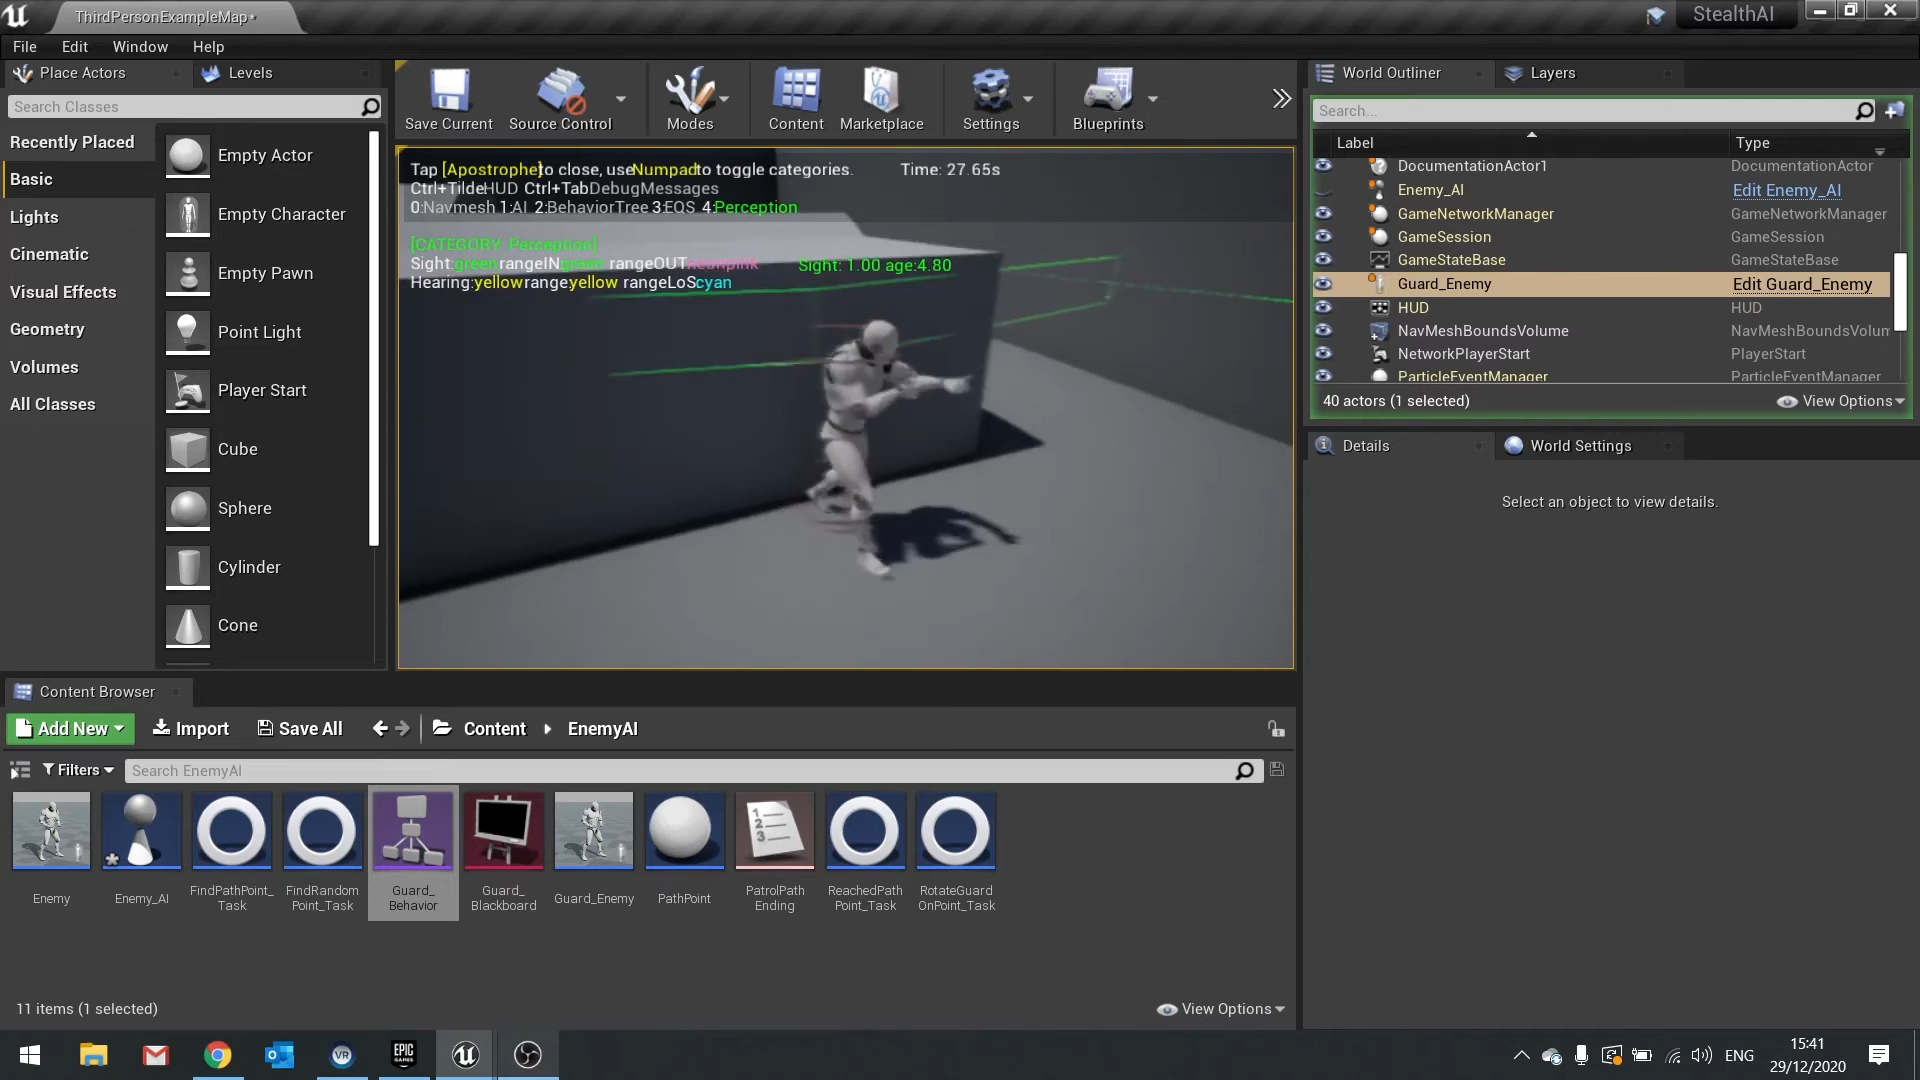 ThirdPersonExampleMap*
StealthAI
File Edit Window Help
Place Actors
Levels
Search Classes
Recently Placed
Basic
Lights
Cinematic
Visual Effects
Geometry
Volumes
All Classes
Empty Actor
Empty Character
Empty Pawn
Point Light
Player Start
Cube
Sphere
Cylinder
Cone
Save Current
Source Control
Modes
Content
Marketplace
Settings
Blueprints
Tap [Apostrophe] to close, use Numpad to toggle categories. Time: 27.65s
Ctrl+Tilde HUD Ctrl+Tab DebugMessages
0:Navmesh 1:AI 2:BehaviorTree 3:EQS 4:Perception
[CATEGORY: Perception]
Sight: green rangeIN: green rangeOUT: neonpink
Sight: 1.00 age:4.80
Hearing: yellow range: yellow rangeLoS cyan
World Outliner
Layers
Search...
Label Type
DocumentationActor1 DocumentationActor
Enemy_AI Edit Enemy_AI
GameNetworkManager GameNetworkManager
GameSession GameSession
GameStateBase GameStateBase
Guard_Enemy Edit Guard_Enemy
HUD HUD
NavMeshBoundsVolume NavMeshBoundsVolum
NetworkPlayerStart PlayerStart
ParticleEventManager ParticleEventManager
40 actors (1 selected)
View Options
Details
World Settings
Select an object to view details.
Content Browser
Add New
Import
Save All
Content
EnemyAI
Filters
Search EnemyAI
Enemy
Enemy_AI
FindPathPoint_
Task
FindRandom
Point_Task
Guard_
Behavior
Guard_
Blackboard
Guard_Enemy
PathPoint
PatrolPath
Ending
ReachedPath
Point_Task
RotateGuard
OnPoint_Task
11 items (1 selected)
View Options
VR
EPIC
GAMES
ENG
15:41
29/12/2020